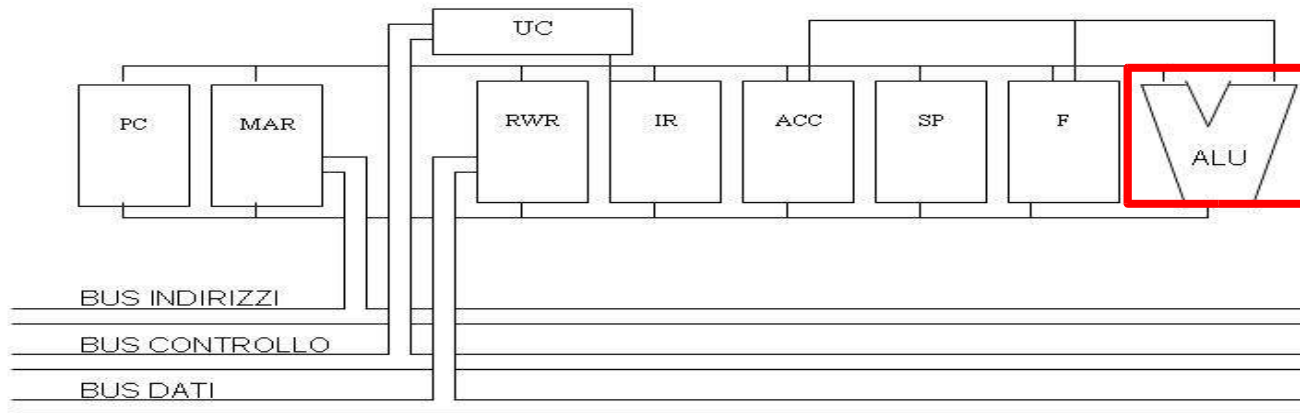 UC
PC
MAR
RWR
IR
ACC
SP
F
ALU
BUS INDIRIZZI
BUS CONTROLLO
BUS DATI